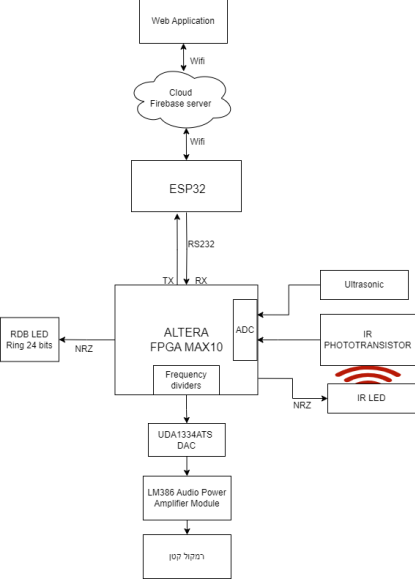 Web Application
Wifi
Cloud
Firebase server
Wifi
ESP32
RS232
TX
RX
Ultrasonic
ALTERA
FPGA MAX10
ADC
IR
PHOTOTRANSISTOR
RDB LED
Ring 24 bits
NRZ
Frequency
dividers
NRZ
IR LED
UDA1334ATS
DAC
LM386 Audio Power
Amplifier Module
רמקול קטן